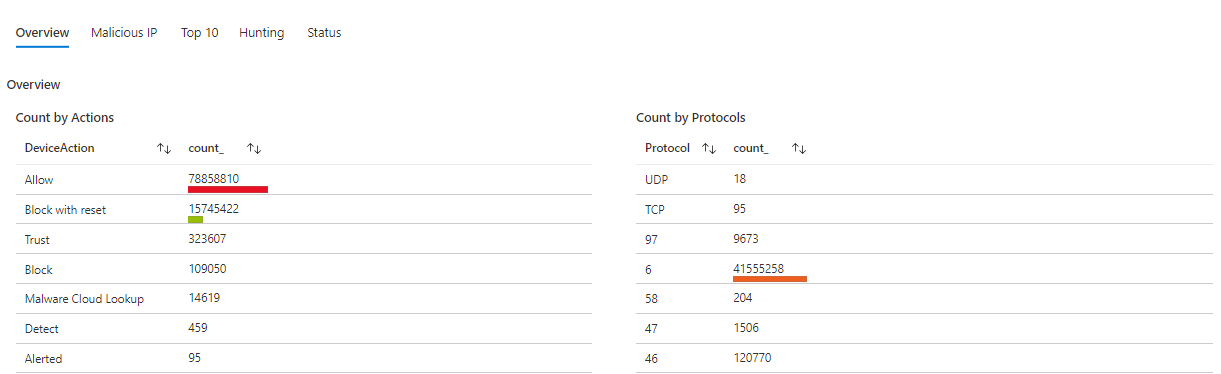 Overview Malicious IP Top 10 Hunting Status
Overview
Count by Actions
DeviceAction ↑↓ count_ ↑↓
Allow 78858810
Block with reset 15745422
Trust 323607
Block 109050
Malware Cloud Lookup 14619
Detect 459
Alerted 95
Count by Protocols
Protocol ↑↓ count_ ↑↓
UDP 18
TCP 95
97 9673
6 41555258
58 204
47 1506
46 120770